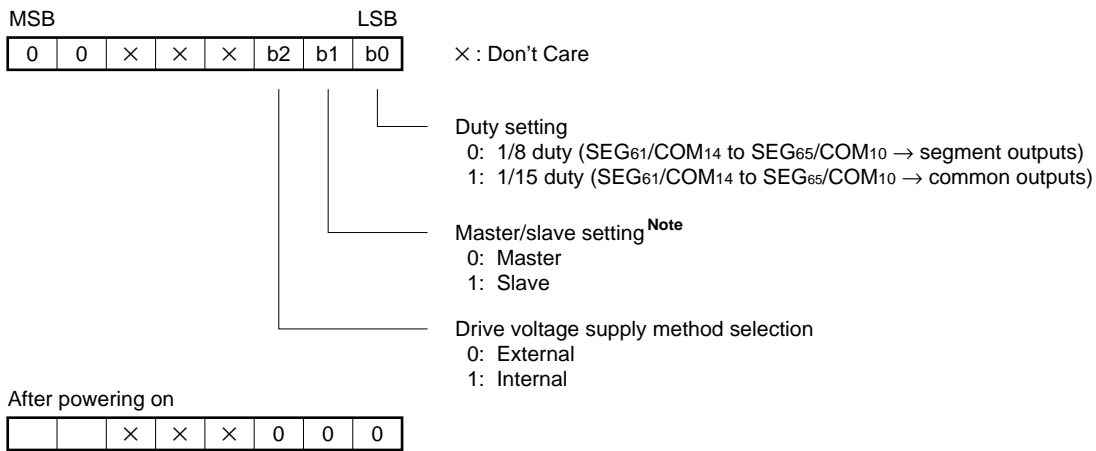 MSB LSB
0 0 × × × b2 b1 b0 × : Don't Care
Duty setting
0: 1/8 duty (SEG61/COM14 to SEG65/COM10 → segment outputs)
1: 1/15 duty (SEG61/COM14 to SEG65/COM10 → common outputs)
Master/slave setting Note
0: Master
1: Slave
Drive voltage supply method selection
0: External
1: Internal
After powering on
× × × 0 0 0